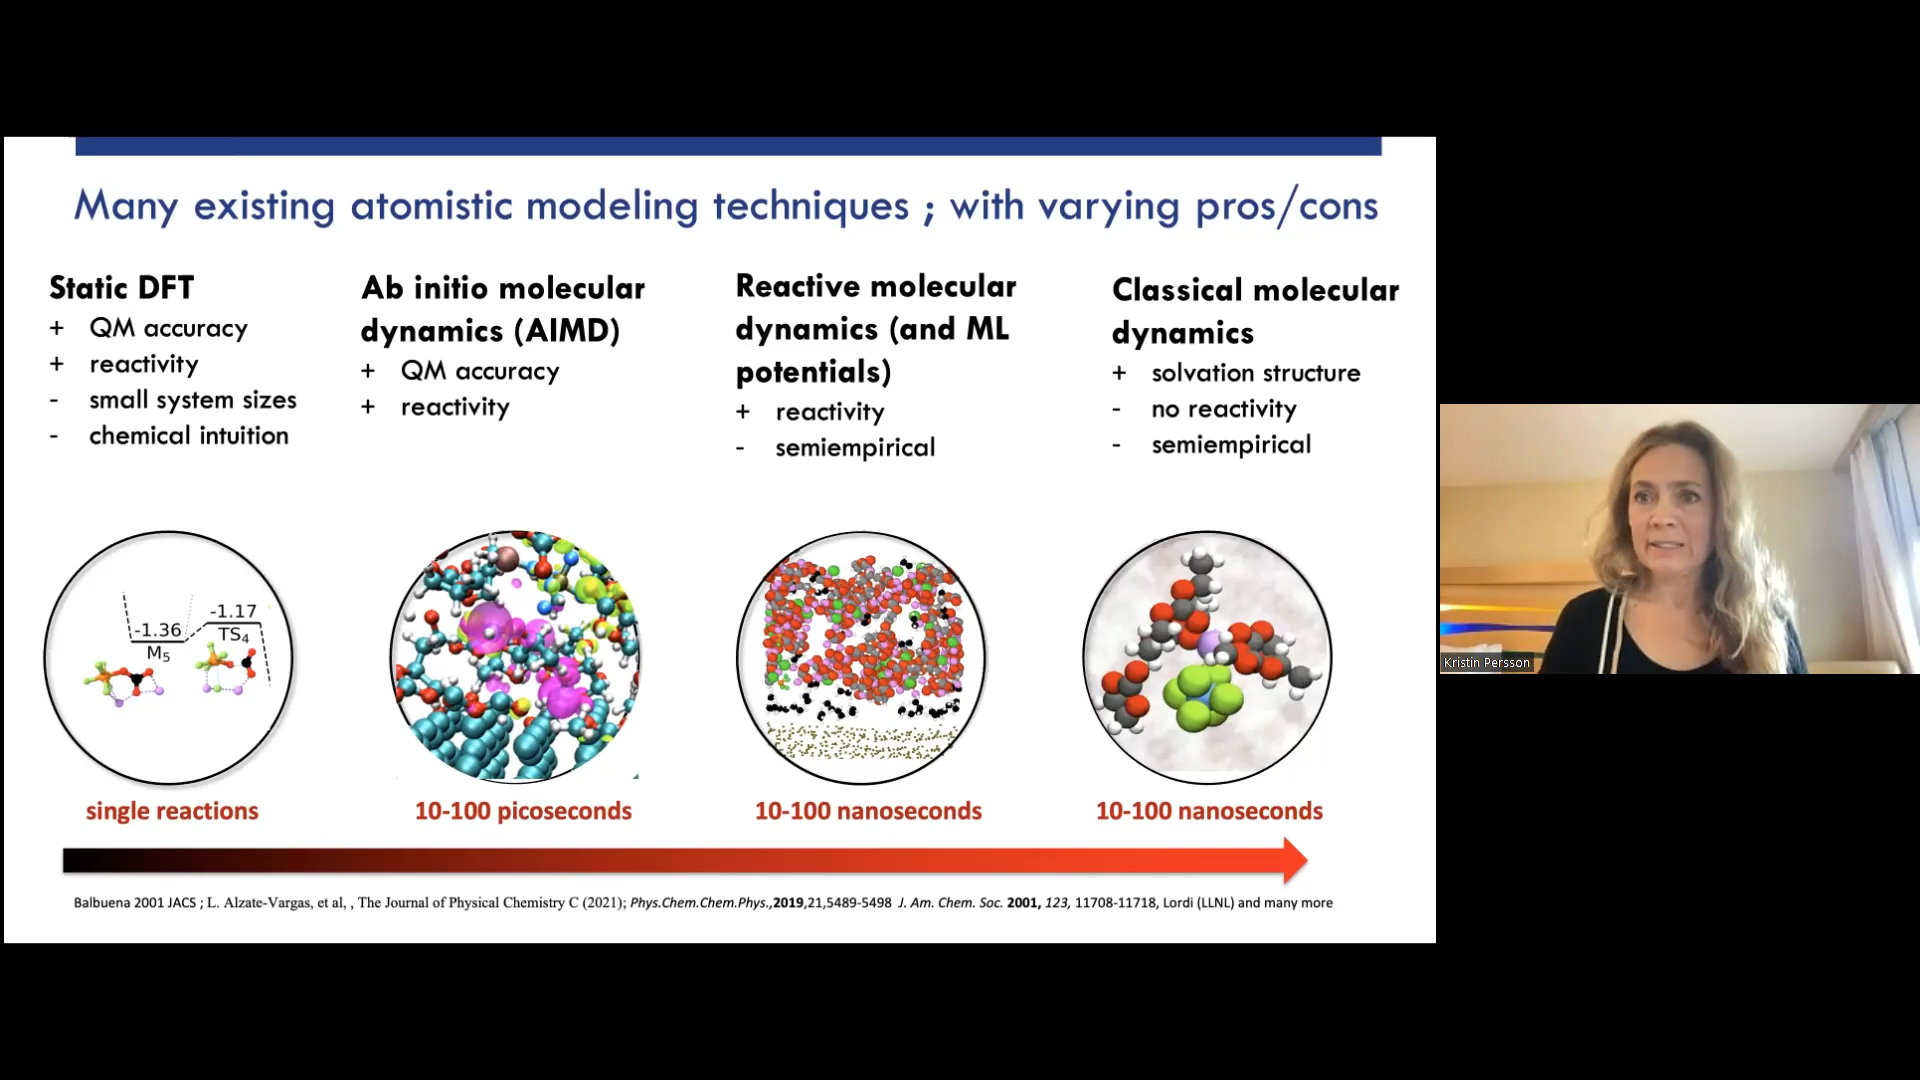 Many existing atomistic modeling techniques ; with varying pros/cons
Static DFT
+ QM accuracy
+ reactivity
- small system sizes
- chemical intuition
Ab initio molecular
dynamics (AIMD)
+ QM accuracy
+ reactivity
Reactive molecular
dynamics (and ML
potentials)
+ reactivity
- semiempirical
Classical molecular
dynamics
+ solvation structure
- no reactivity
- semiempirical
-1.36
M5
-1.17
TS4
single reactions
10-100 picoseconds
10-100 nanoseconds
10-100 nanoseconds
Balbuena 2001 JACS ; L. Alzate-Vargas, et al, , The Journal of Physical Chemistry C (2021); Phys.Chem.Chem.Phys.,2019,21,5489-5498 J. Am. Chem. Soc. 2001, 123, 11708-11718, Lordi (LLNL) and many more
Kristin Persson